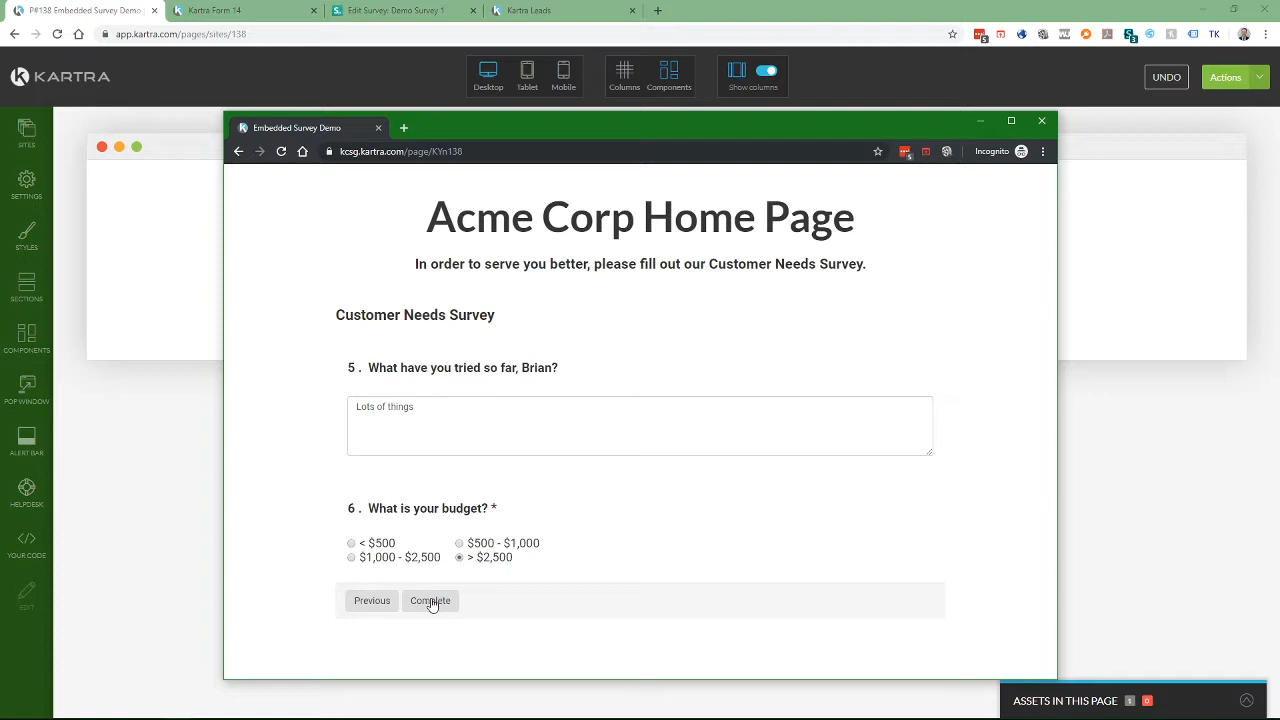 P#138 Embedded Survey Demo
Kartra Form 14
Edit Survey: Demo Survey 1
Kartra Leads
app.kartra.com/pages/sites/138
KARTRA
Desktop
Tablet
Mobile
Columns
Components
Show columns
UNDO
Actions
SITES
SETTINGS
STYLES
SECTIONS
COMPONENTS
POP WINDOW
ALERT BAR
HELPDESK
YOUR CODE
EDIT
Embedded Survey Demo
kcsg.kartra.com/page/KYn138
Incognito
Acme Corp Home Page
In order to serve you better, please fill out our Customer Needs Survey.
Customer Needs Survey
5 . What have you tried so far, Brian?
Lots of things
6 . What is your budget? *
< $500
$500 - $1,000
$1,000 - $2,500
> $2,500
Previous
Complete
ASSETS IN THIS PAGE